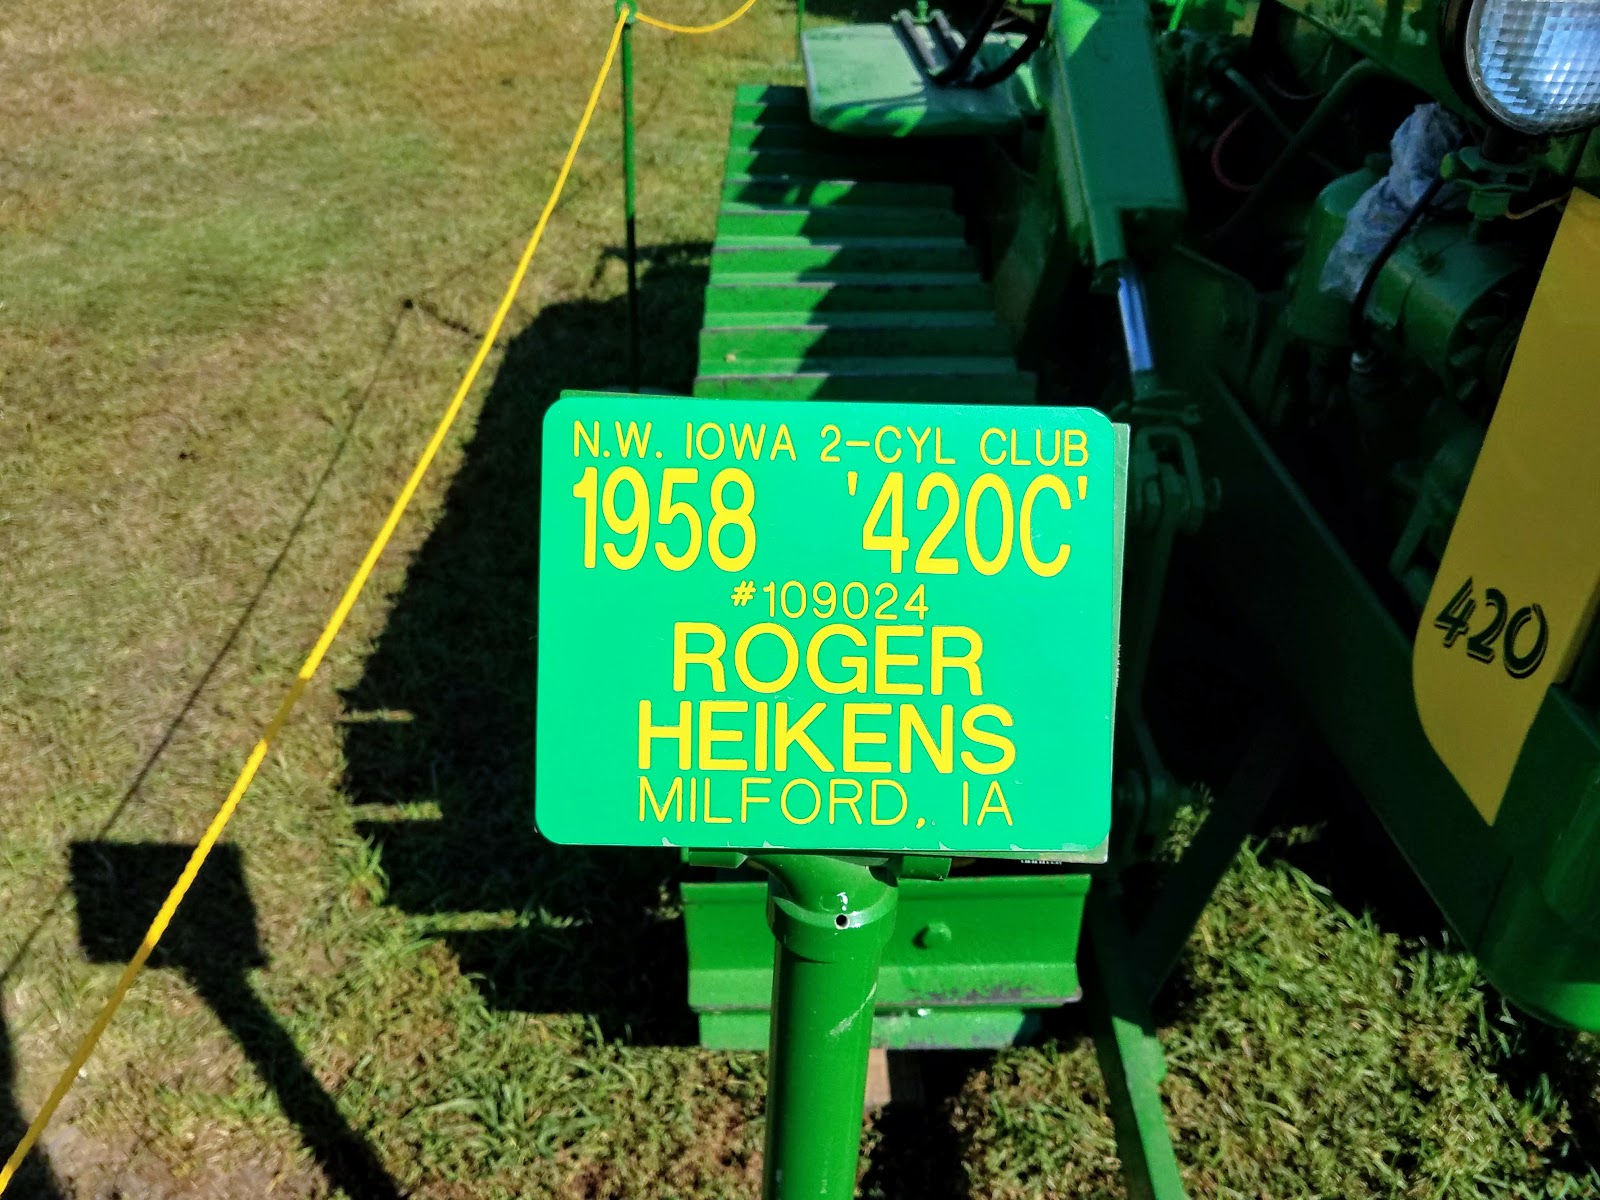 N.W. IOWA 2-CYL CLUB
1958 '420C'
#109024
ROGER
HEIKENS
MILFORD, IA
420